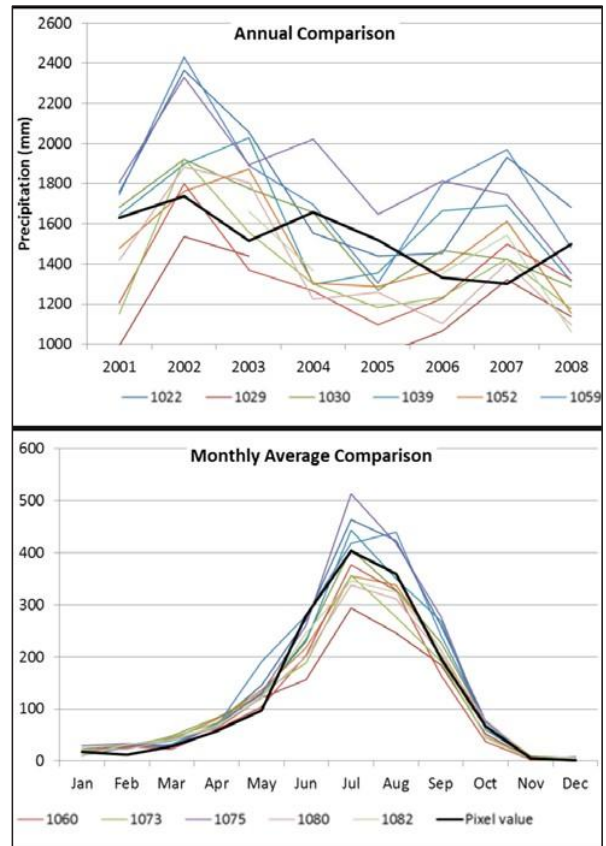 Annual Comparison
Precipitation (mm)
2600
2400
2200
2000
1800
1600
1400
1200
1000
2001 2002 2003 2004 2005 2006 2007 2008
1022 1029 1030 1039 1052 1059
Monthly Average Comparison
600
500
400
300
200
100
0
Jan Feb Mar Apr May Jun Jul Aug Sep Oct Nov Dec
1060 1073 1075 1080 1082 Pixel value